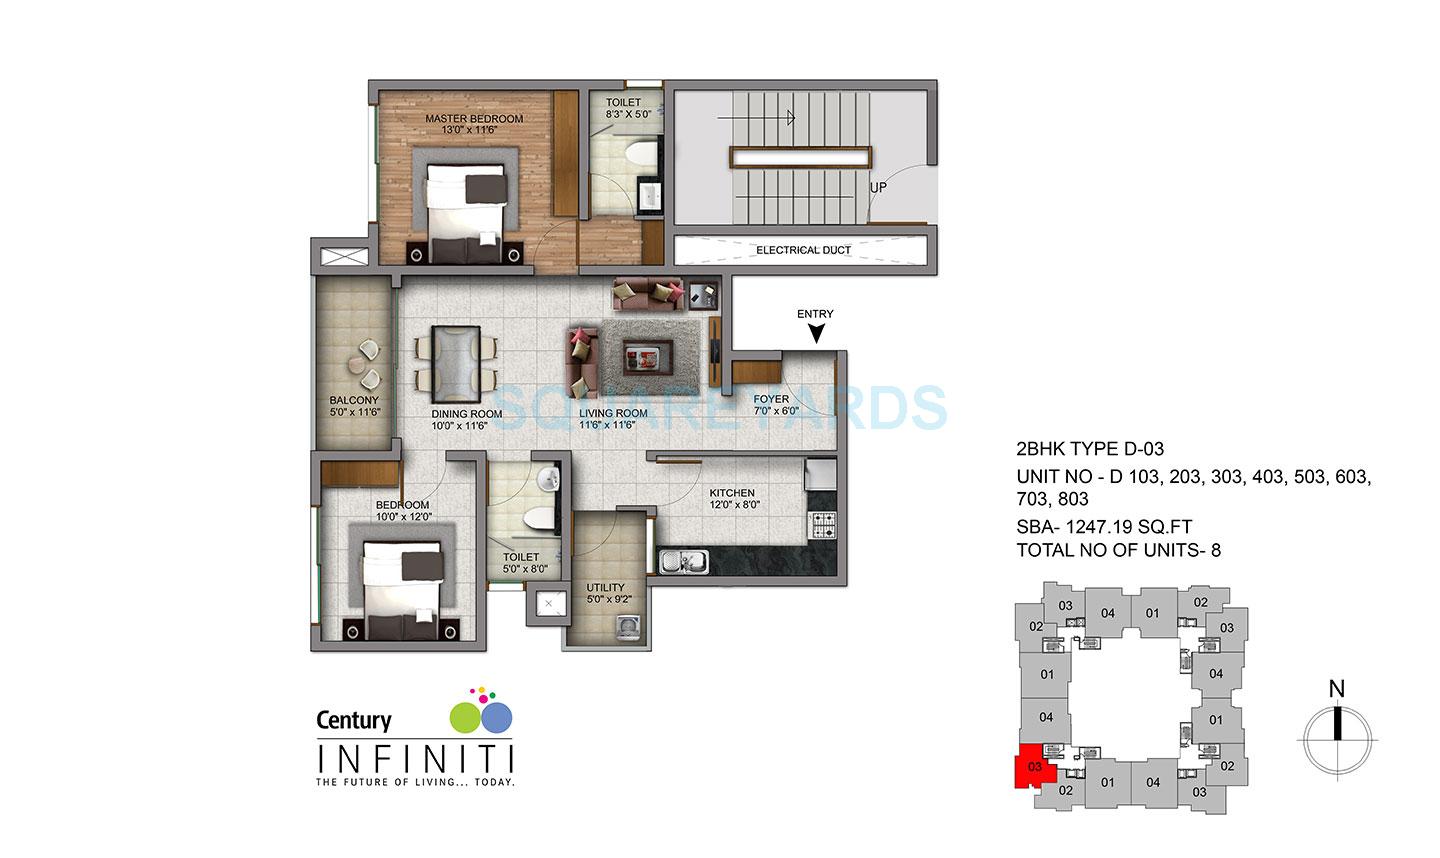 MASTER BEDROOM
13'0" x 11'6"
TOILET
8'3" X 5'0"
UP
ELECTRICAL DUCT
ENTRY
BALCONY
5'0" x 11'6"
DINING ROOM
10'0" x 11'6"
LIVING ROOM
11'6" x 11'6"
FOYER
7'0" x 6'0"
SQUAREYARDS
BEDROOM
10'0" x 12'0"
TOILET
5'0" x 8'0"
KITCHEN
12'0" x 8'0"
UTILITY
5'0" x 9'2"
2BHK TYPE D-03
UNIT NO - D 103, 203, 303, 403, 503, 603,
703, 803
SBA- 1247.19 SQ.FT
TOTAL NO OF UNITS- 8
03 04 01 02
02 03
01 04
04 01
03 02
02 01 04 03
N
Century
INFINITI
THE FUTURE OF LIVING... TODAY.